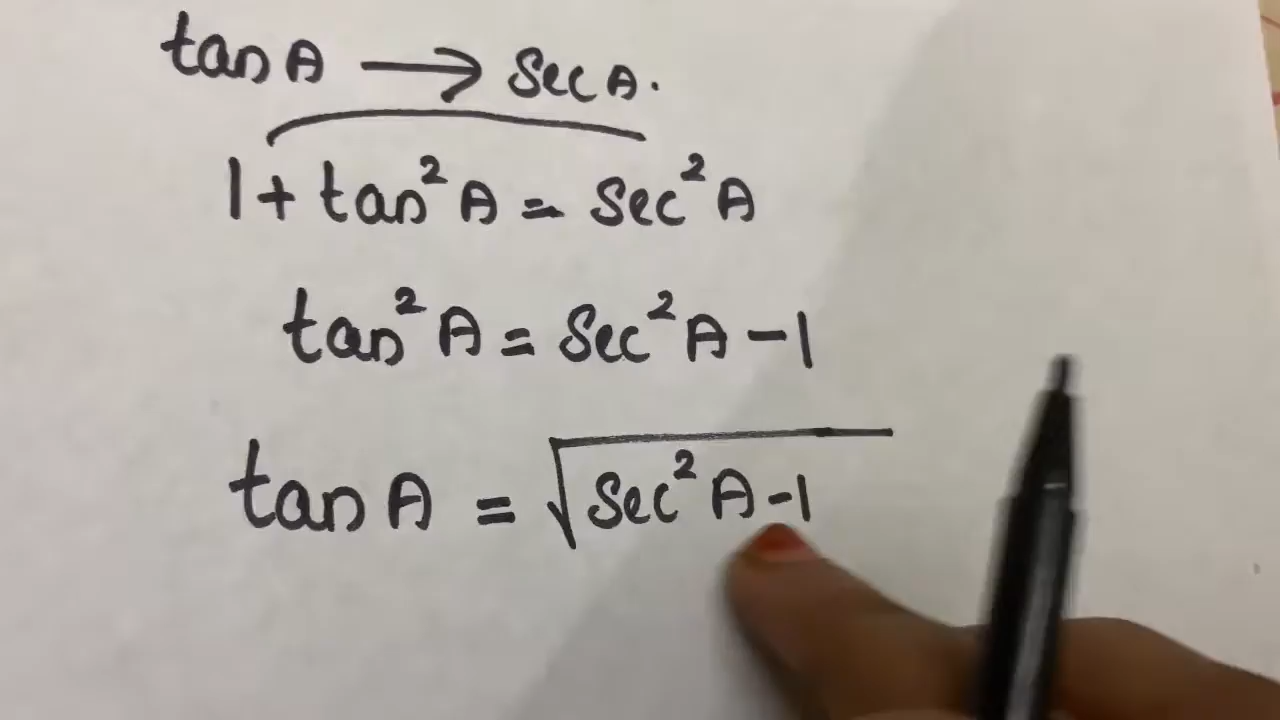 tan A → Sec A.
1 + tan² A = Sec² A
tan² A = Sec² A - 1
tan A = √Sec² A - 1